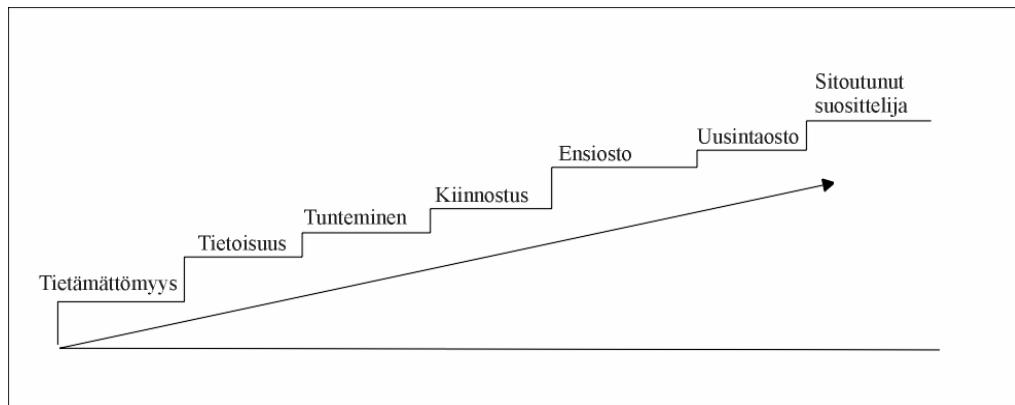 Tietämättömyys
Tietoisuus
Tunteminen
Kiinnostus
Ensiosto
Uusintaosto
Sitoutunut
suosittelija